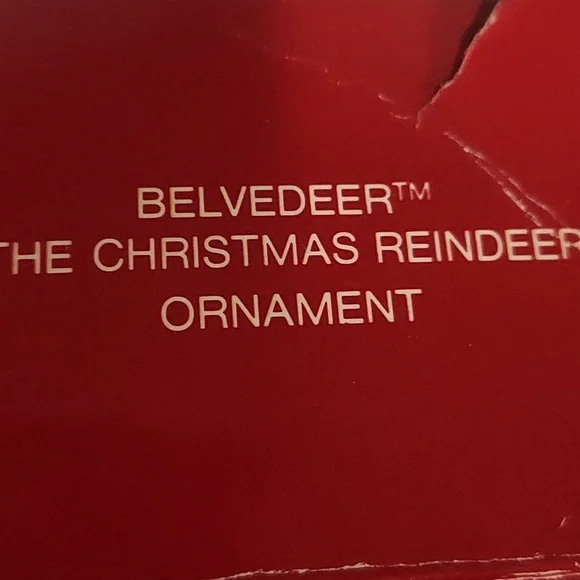 BELVEDEER™
THE CHRISTMAS REINDEER
ORNAMENT